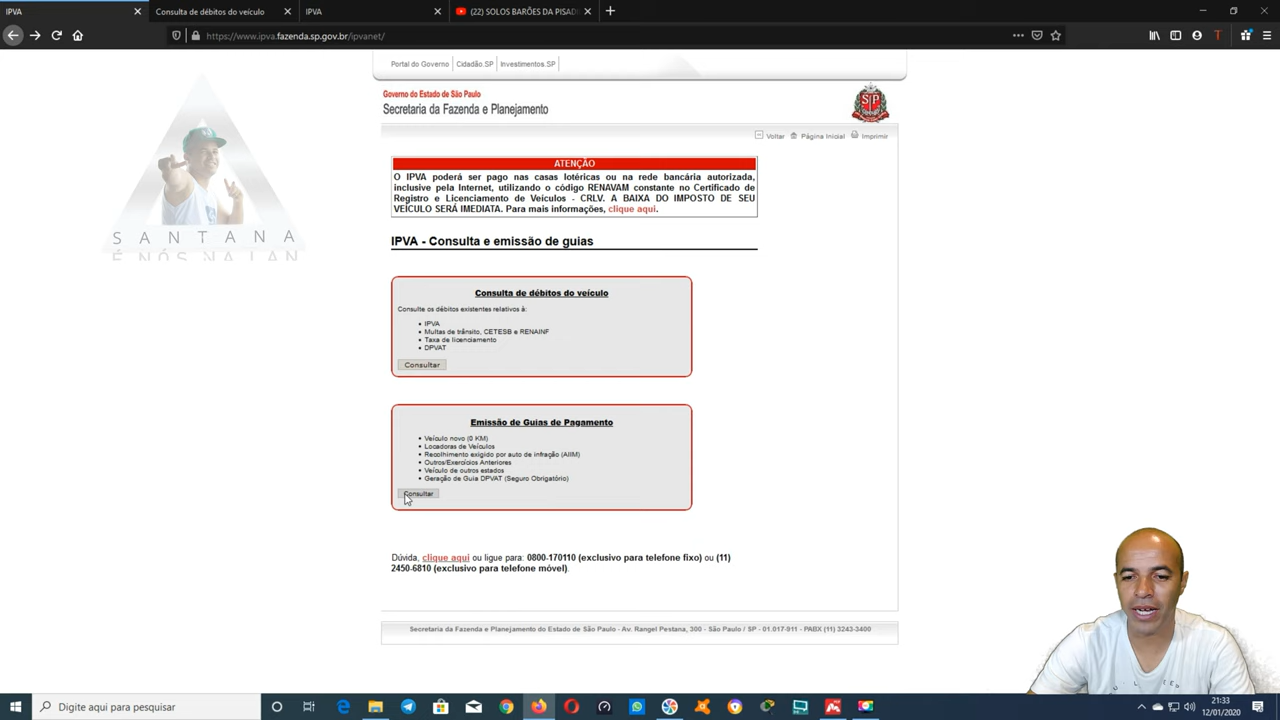 IPVA
Consulta de débitos do veículo
IPVA
(22) SOLOS BARÕES DA PISAD
https://www.ipva.fazenda.sp.gov.br/ipvanet/
Portal do Governo
Cidadão.SP
Investimentos.SP
Governo do Estado de São Paulo
Secretaria da Fazenda e Planejamento
SP
Voltar
Página Inicial
Imprimir
ATENÇÃO
O IPVA poderá ser pago nas casas lotéricas ou na rede bancária autorizada,
inclusive pela Internet, utilizando o código RENAVAM constante no Certificado de
Registro e Licenciamento de Veículos - CRLV. A BAIXA DO IMPOSTO DE SEU
VEÍCULO SERÁ IMEDIATA. Para mais informações, clique aqui.
SANTANA
É NÓS NA LAN
IPVA - Consulta e emissão de guias
Consulta de débitos do veículo
Consulte os débitos existentes relativos à:
• IPVA
• Multas de trânsito, CETESB e RENAINF
• Taxa de licenciamento
• DPVAT
Consultar
Emissão de Guias de Pagamento
• Veículo novo (0 KM)
• Locadoras de Veículos
• Recolhimento exigido por auto de infração (AIIM)
• Outros/Exercícios Anteriores
• Veículo de outros estados
• Geração de Guia DPVAT (Seguro Obrigatório)
Consultar
Dúvida, clique aqui ou ligue para: 0800-170110 (exclusivo para telefone fixo) ou (11)
2450-6810 (exclusivo para telefone móvel).
Secretaria da Fazenda e Planejamento do Estado de São Paulo - Av. Rangel Pestana, 300 - São Paulo / SP - 01.017-911 - PABX (11) 3243-3400
Digite aqui para pesquisar
21:33
12/01/2020